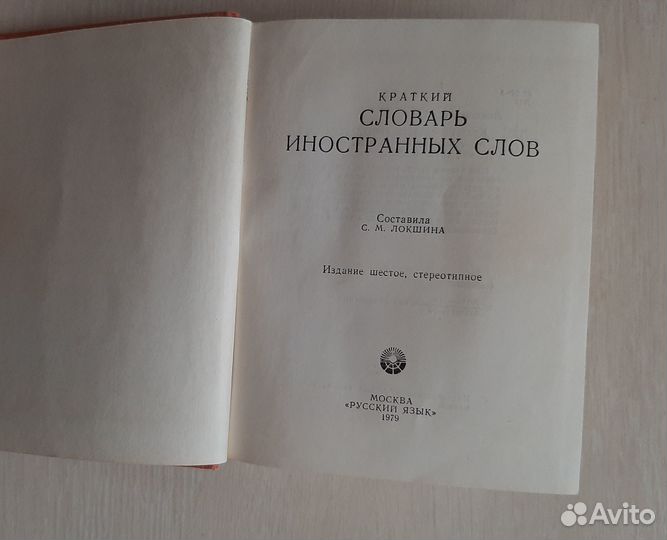 КРАТКИЙ
СЛОВАРЬ
ИНОСТРАННЫХ СЛОВ
Составила
С. М. ЛОКШИНА
Издание шестое, стереотипное
МОСКВА
«РУССКИЙ ЯЗЫК»
1979
Avito